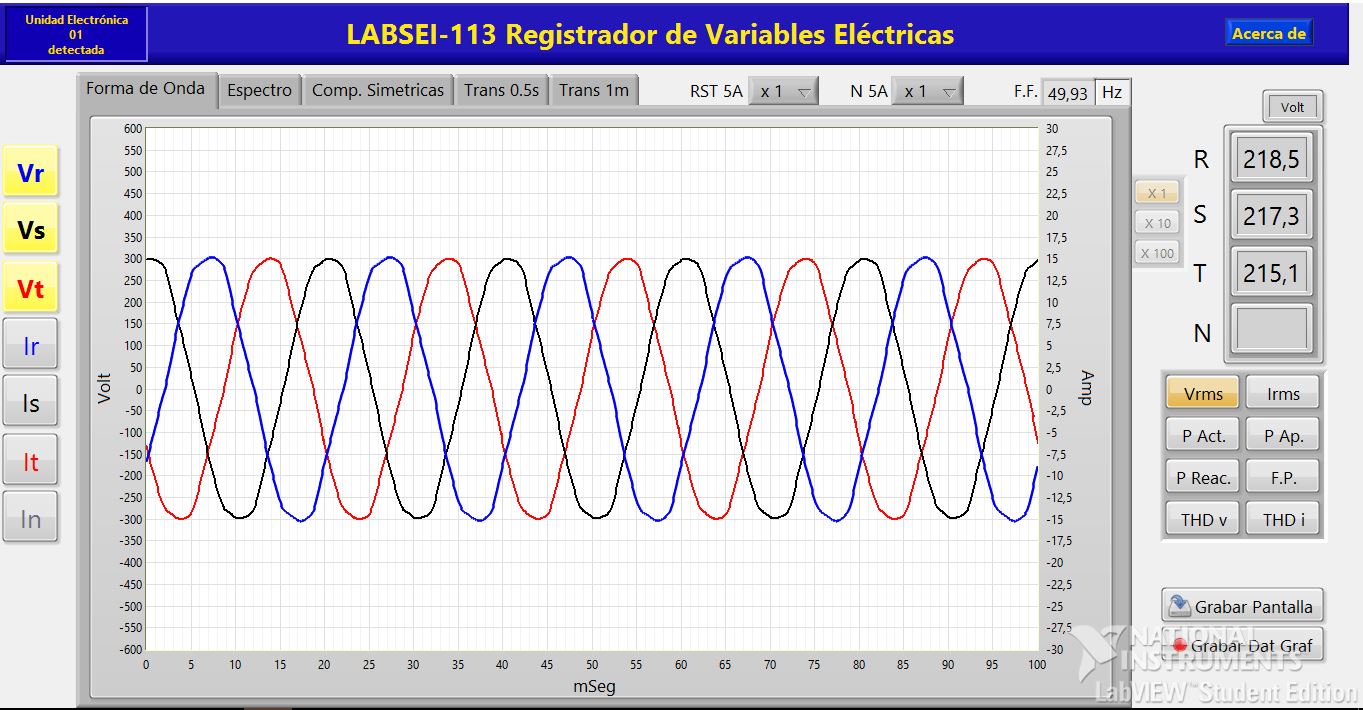 Unidad Electrónica
01
detectada
LABSEI-113 Registrador de Variables Eléctricas
Acerca de
Forma de Onda
Espectro
Comp. Simetricas
Trans 0.5s
Trans 1m
RST 5A
x 1
N 5A
x 1
F.F.
49,93
Hz
Volt
Vr
Vs
Vt
Ir
Is
It
In
Volt
600
550
500
450
400
350
300
250
200
150
100
50
0
-50
-100
-150
-200
-250
-300
-350
-400
-450
-500
-550
-600
30
27,5
25
22,5
20
17,5
15
12,5
10
7,5
5
2,5
0
-2,5
-5
-7,5
-10
-12,5
-15
-17,5
-20
-22,5
-25
-27,5
-30
Amp
0 5 10 15 20 25 30 35 40 45 50 55 60 65 70 75 80 85 90 95 100
mSeg
X 1
X 10
X 100
R
218,5
S
217,3
T
215,1
N
Vrms
Irms
P Act.
P Ap.
P Reac.
F.P.
THD v
THD i
Grabar Pantalla
Grabar Dat Graf
NATIONAL
INSTRUMENTS
LabVIEW™ Student Edition